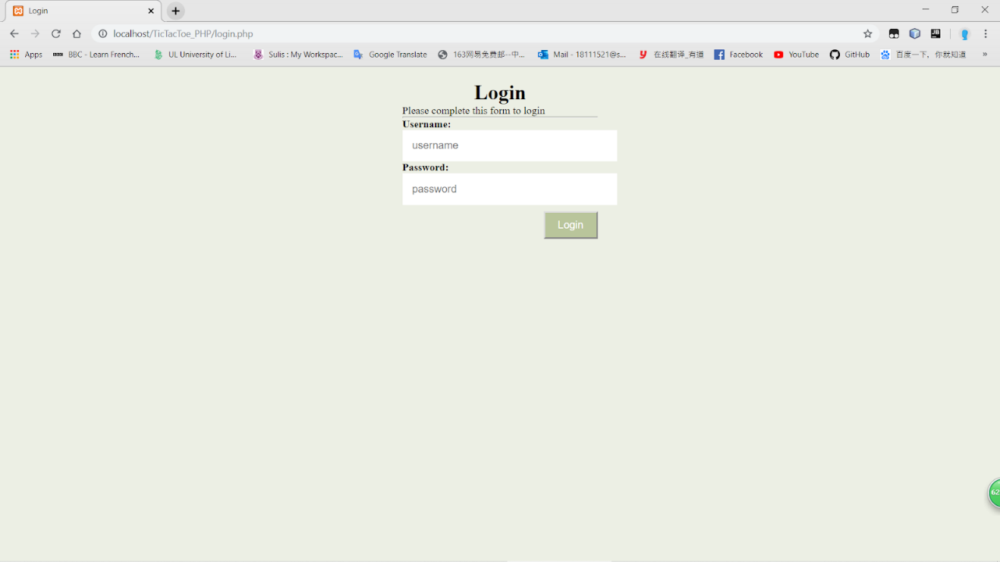 Login
localhost/TicTacToe_PHP/login.php
Apps BBC - Learn French... UL University of Li... Sulis : My Workspac... Google Translate 163网易免费邮--中... Mail - 18111521@s... 在线翻译_有道 Facebook YouTube GitHub 百度一下，你就知道 »
Login
Please complete this form to login
Username:
username
Password:
password
Login
62